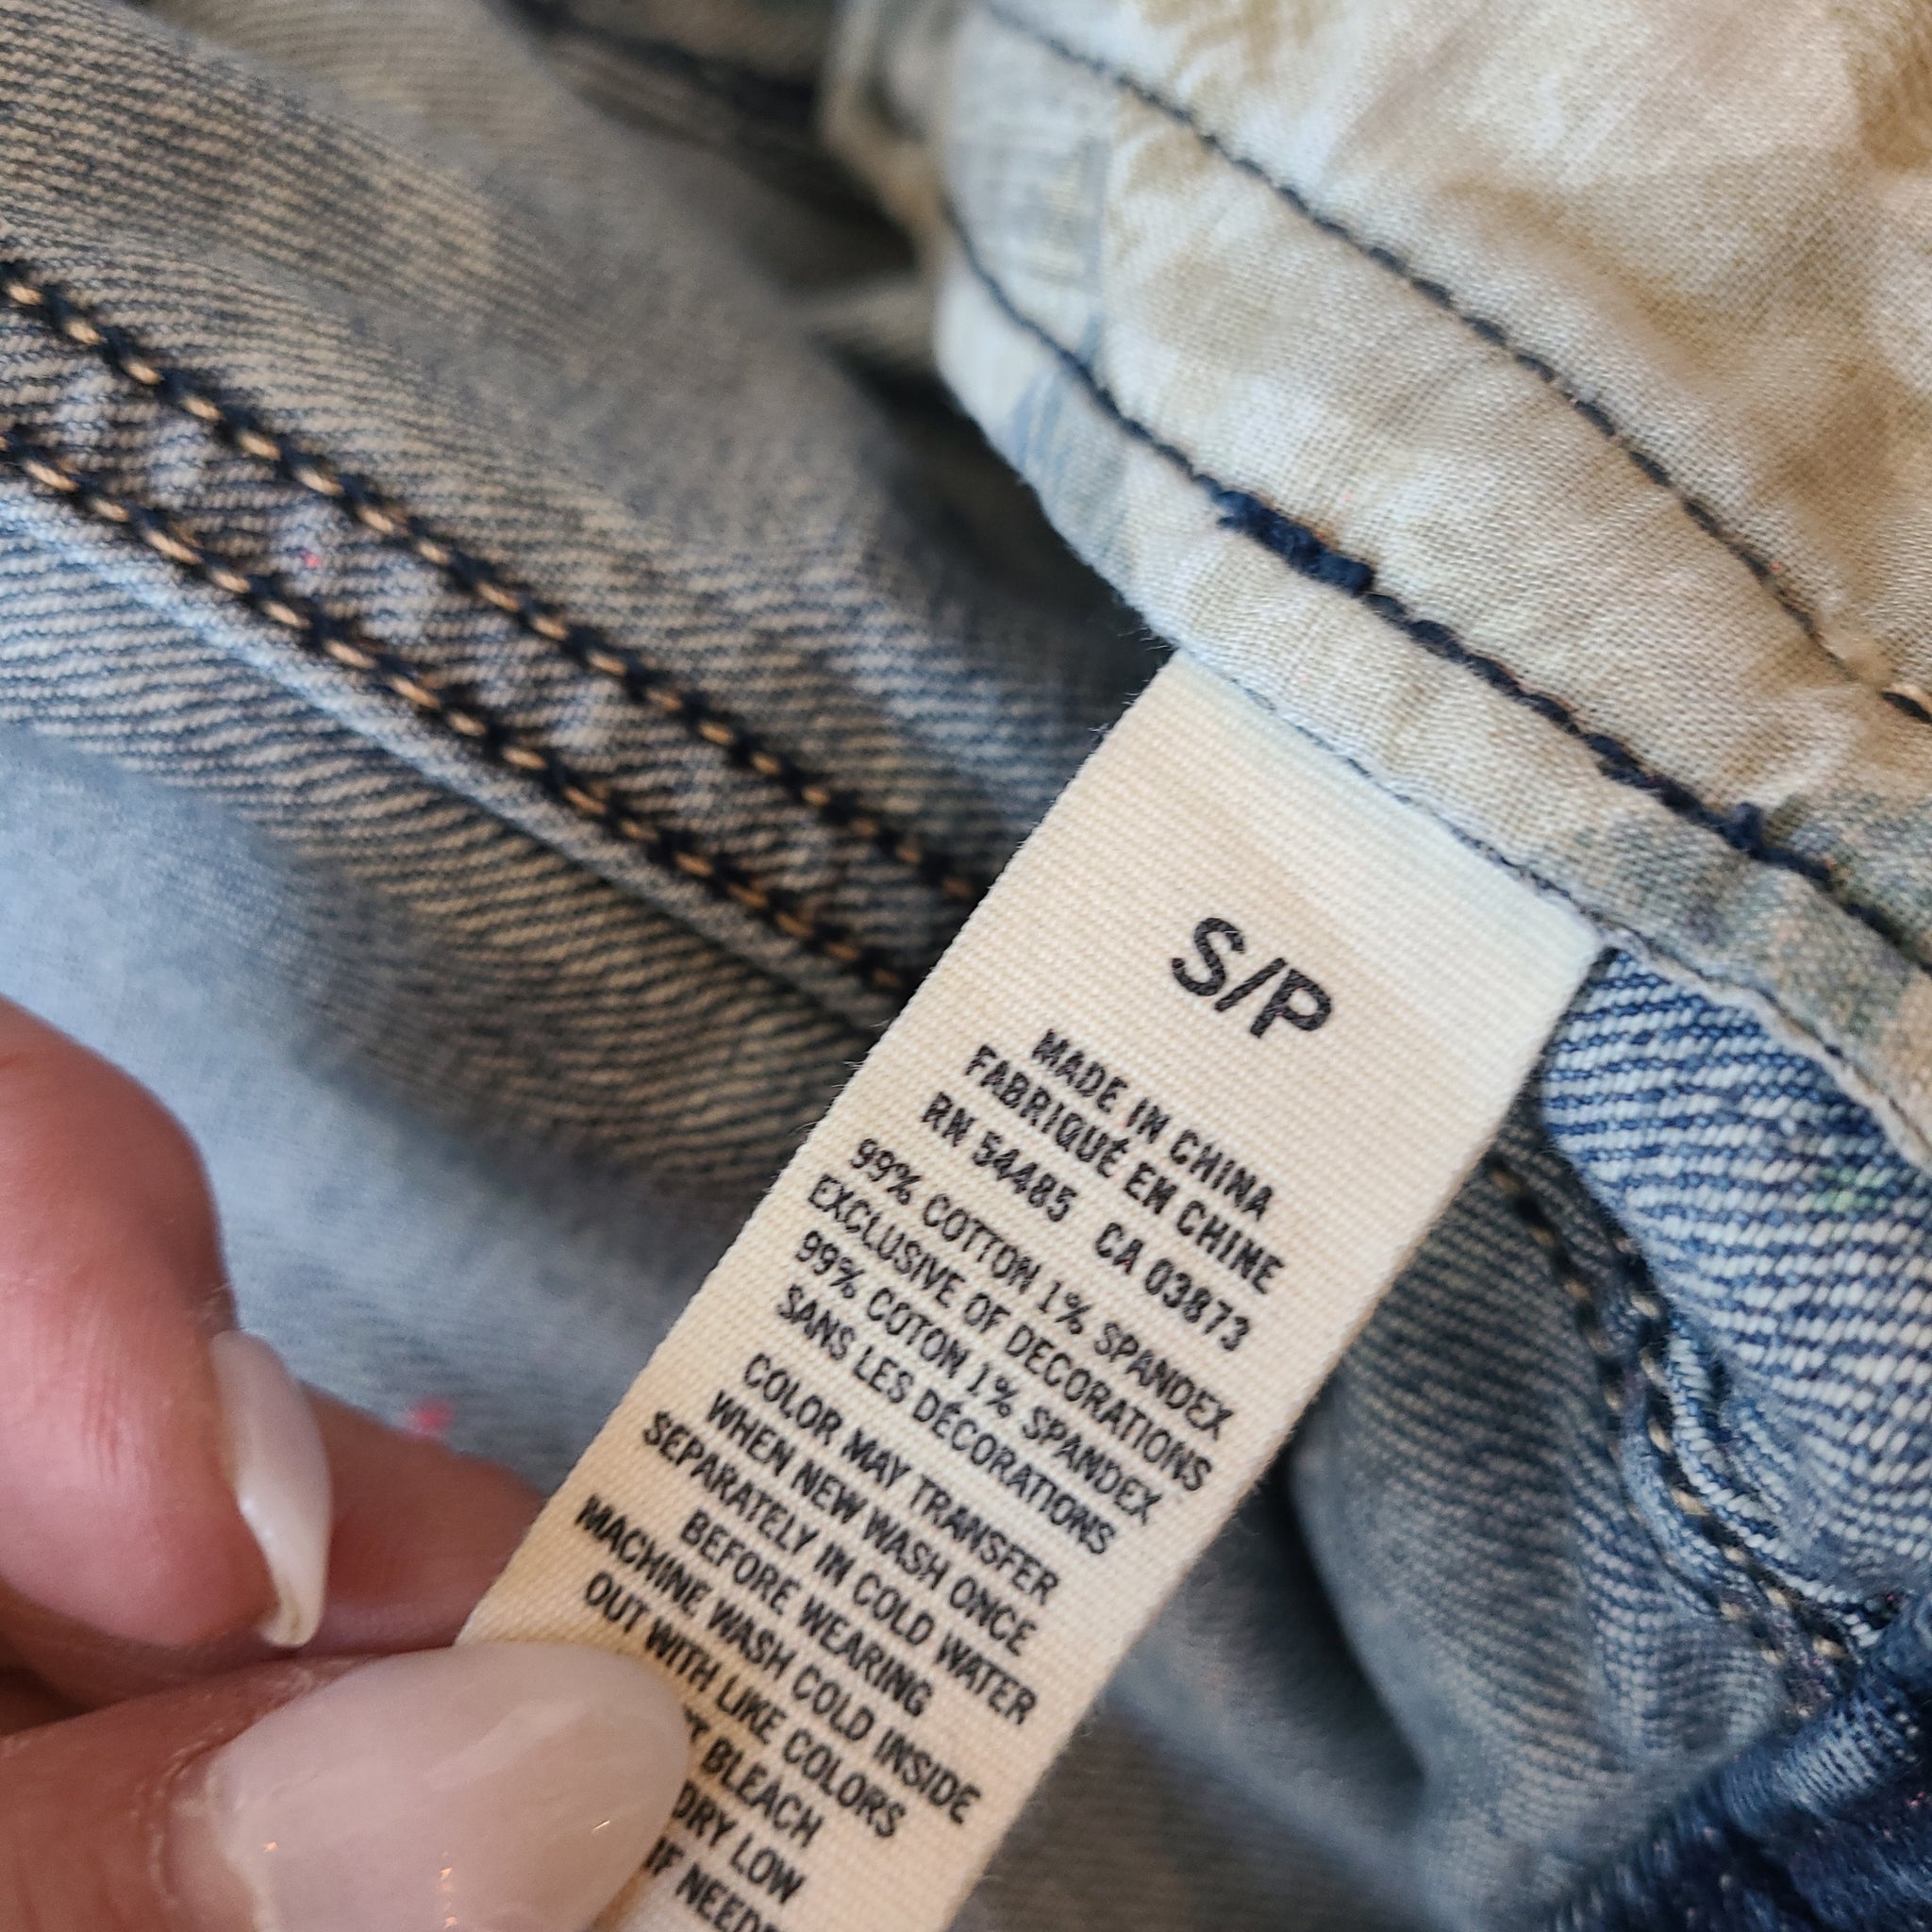 S/P
MADE IN CHINA
FABRIQUÉ EN CHINE
RN 54485 CA 03873
99% COTTON 1% SPANDEX
EXCLUSIVE OF DECORATIONS
99% COTON 1% SPANDEX
SANS LES DÉCORATIONS
COLOR MAY TRANSFER
WHEN NEW WASH ONCE
SEPARATELY IN COLD WATER
BEFORE WEARING
MACHINE WASH COLD INSIDE
OUT WITH LIKE COLORS
BLEACH
DRY LOW
IF